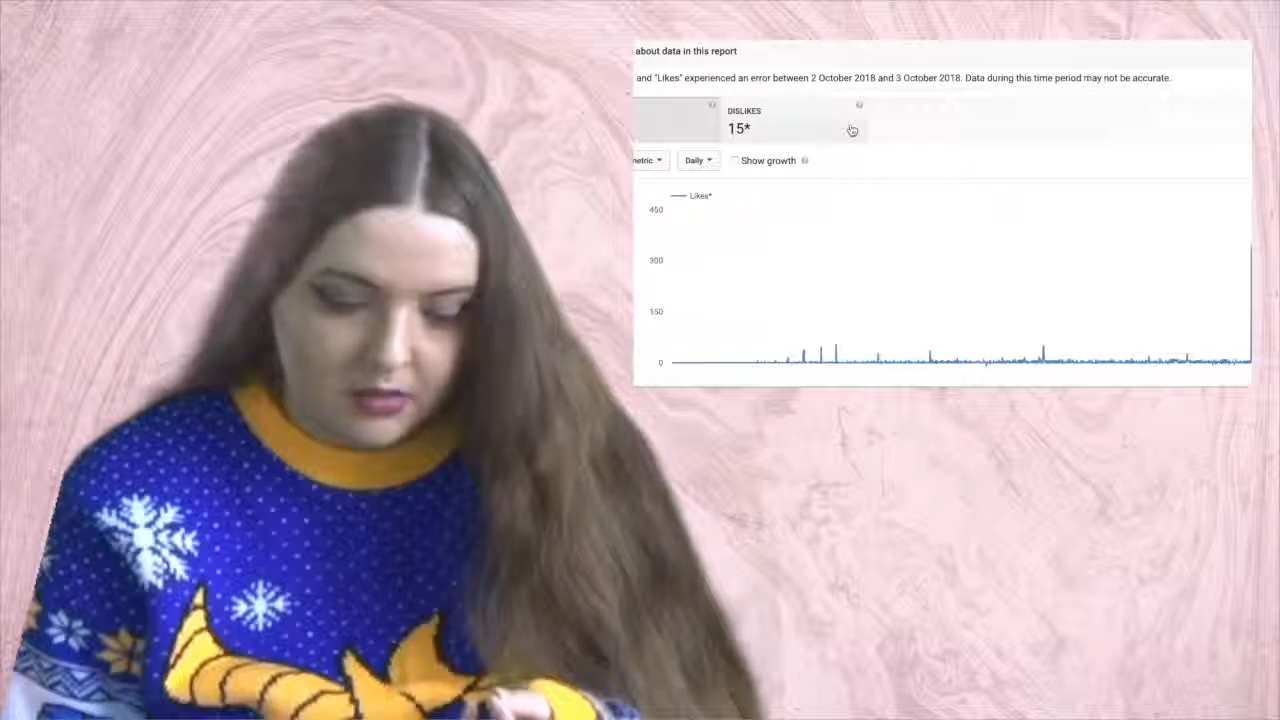 about data in this report
and "Likes" experienced an error between 2 October 2018 and 3 October 2018. Data during this time period may not be accurate.
DISLIKES
15*
Daily
Show growth
Likes*
450
300
150
0